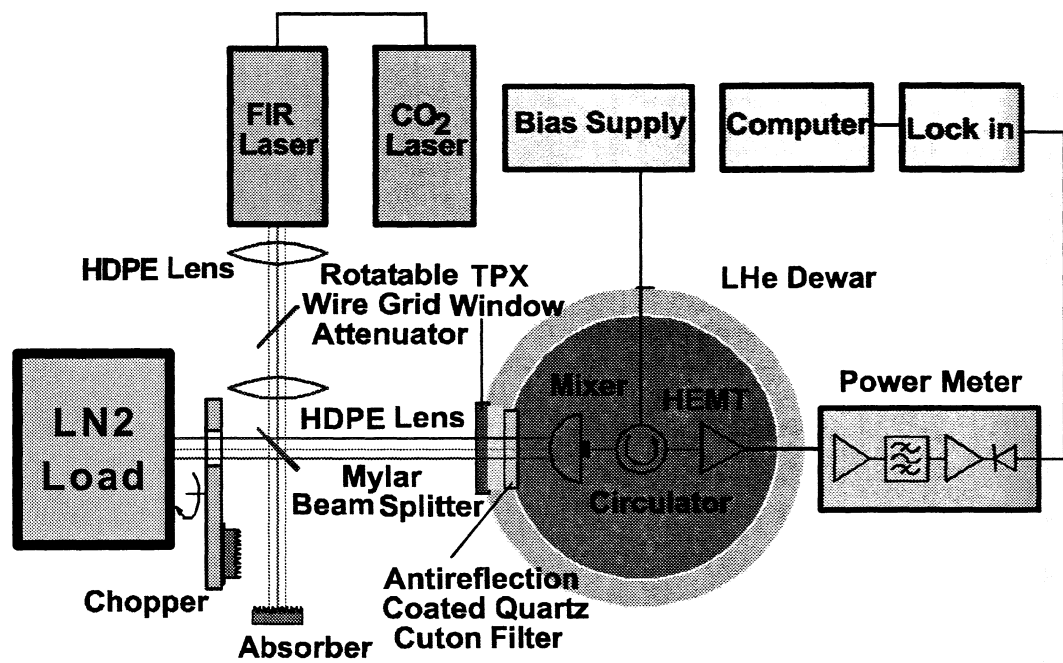 FIR
Laser
CO2
Laser
Bias Supply
Computer
Lock in
HDPE Lens
Rotatable TPX
Wire Grid Window
Attenuator
LHe Dewar
LN2
Load
HDPE Lens
Mylar
Beam Splitter
Mixer
HEMT
Circulator
Power Meter
Chopper
Absorber
Antireflection
Coated Quartz
Cuton Filter